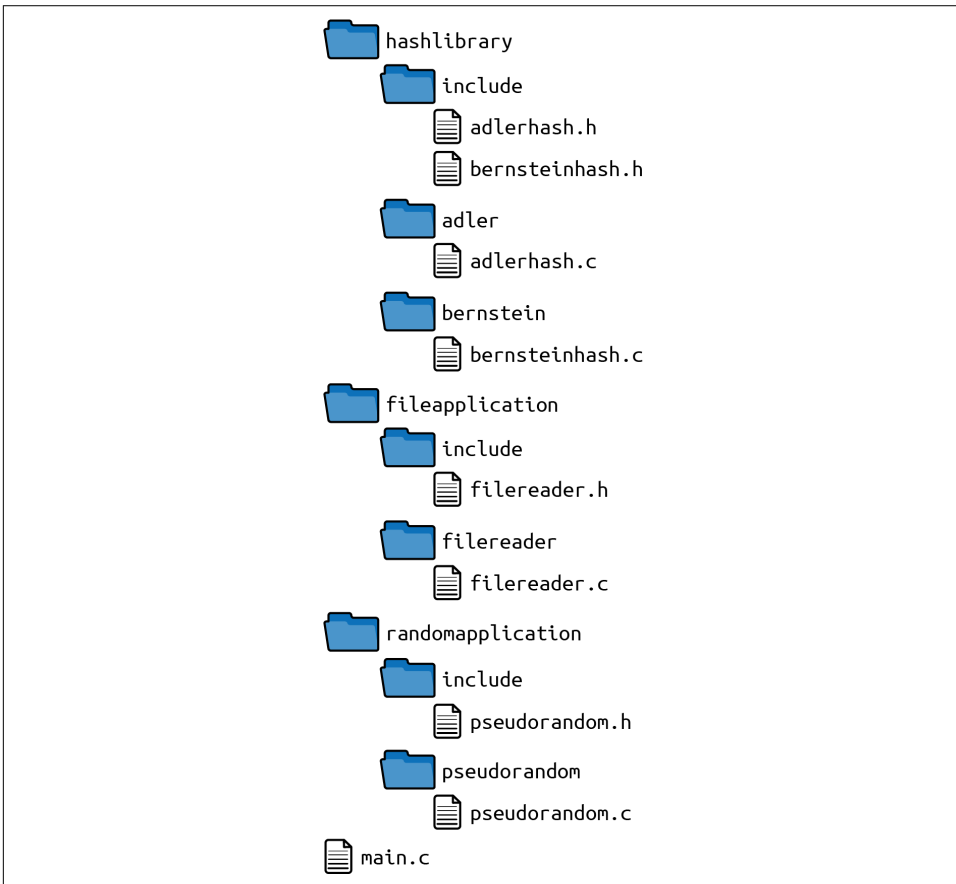 hashlibrary
include
adlerhash.h
bernsteinhash.h
adler
adlerhash.c
bernstein
bernsteinhash.c
fileapplication
include
filereader.h
filereader
filereader.c
randomapplication
include
pseudorandom.h
pseudorandom
pseudorandom.c
main.c